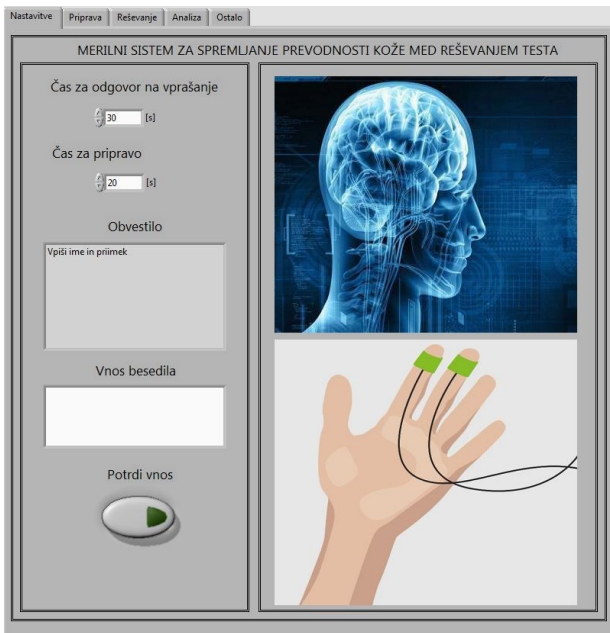 Nastavitve Priprava Reševanje Analiza Ostalo
MERILNI SISTEM ZA SPREMLJANJE PREVODNOSTI KOŽE MED REŠEVANJEM TESTA
Čas za odgovor na vprašanje
30 [s]
Čas za pripravo
20 [s]
Obvestilo
Vpiši ime in priimek
Vnos besedila
Potrdi vnos